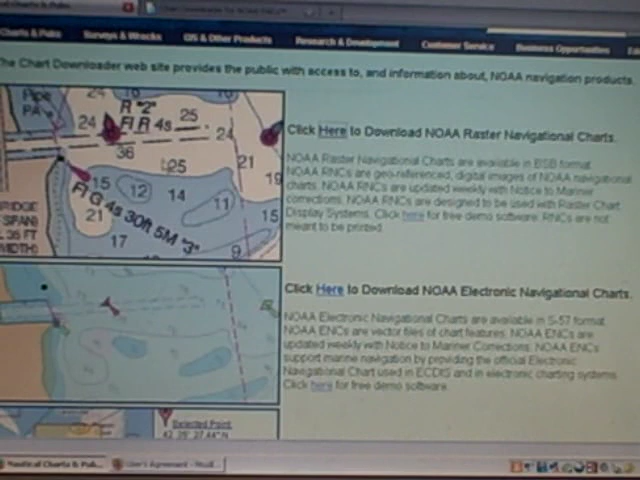 Charts & Pubs Surveys & Wrecks GIS & Other Products Research & Development Customer Service Business Opportunities
The Chart Downloader web site provides the public with access to, and information about, NOAA navigation products.
24
R "2"
Fl R 4s
25
24
PA
24
36
25
21
19
15
12
14
11
Fl G 4s 30ft 5M "3"
21
15
17
9
Click Here to Download NOAA Raster Navigational Charts.
NOAA Raster Navigational Charts are available in BSB format.
NOAA RNCs are geo-referenced, digital images of NOAA navigational
charts. NOAA RNCs are updated weekly with Notice to Mariner
corrections. NOAA RNCs are designed to be used with Raster Chart
Display Systems. Click here for free demo software. RNCs are not
meant to be printed.
Click Here to Download NOAA Electronic Navigational Charts.
NOAA Electronic Navigational Charts are available in S-57 format.
NOAA ENCs are vector files of chart features. NOAA ENCs are
updated weekly with Notice to Mariner Corrections. NOAA ENCs
support marine navigation by providing the official Electronic
Navigational Chart used in ECDIS and in electronic charting systems.
Click here for free demo software.
Selected Point
Nautical Charts & Pub... User's Agreement - Mozill...